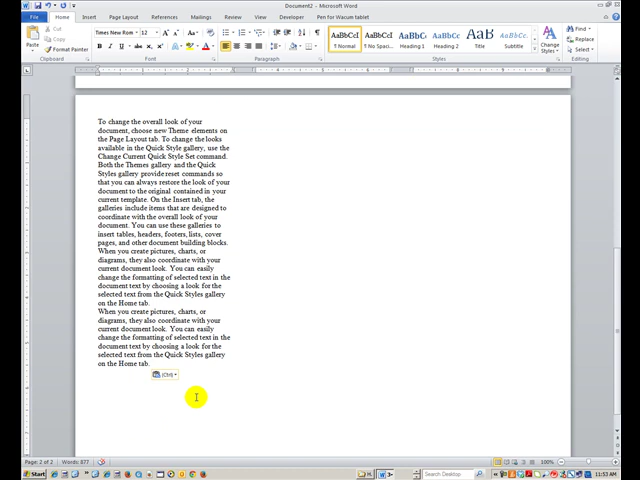 Document2 - Microsoft Word
File Home Insert Page Layout References Mailings Review View Developer Pen for Wacum tablet
Paste
Cut
Copy
Format Painter
Clipboard
Times New Rom
12
Font
Paragraph
AaBbCcI
¶ Normal
AaBbCcI
¶ No Spaci...
AaBbCc
Heading 1
AaBbCc
Heading 2
AaB
Title
AaBbCcI
Subtitle
Change
Styles
Styles
Find
Replace
Select
Editing
To change the overall look of your
document, choose new Theme elements on
the Page Layout tab. To change the looks
available in the Quick Style gallery, use the
Change Current Quick Style Set command.
Both the Themes gallery and the Quick
Styles gallery provide reset commands so
that you can always restore the look of your
document to the original contained in your
current template. On the Insert tab, the
galleries include items that are designed to
coordinate with the overall look of your
document. You can use these galleries to
insert tables, headers, footers, lists, cover
pages, and other document building blocks.
When you create pictures, charts, or
diagrams, they also coordinate with your
current document look. You can easily
change the formatting of selected text in the
document text by choosing a look for the
selected text from the Quick Styles gallery
on the Home tab.
When you create pictures, charts, or
diagrams, they also coordinate with your
current document look. You can easily
change the formatting of selected text in the
document text by choosing a look for the
selected text from the Quick Styles gallery
on the Home tab.
(Ctrl)
Page: 2 of 2
Words: 877
100%
Start
Search Desktop
11:53 AM